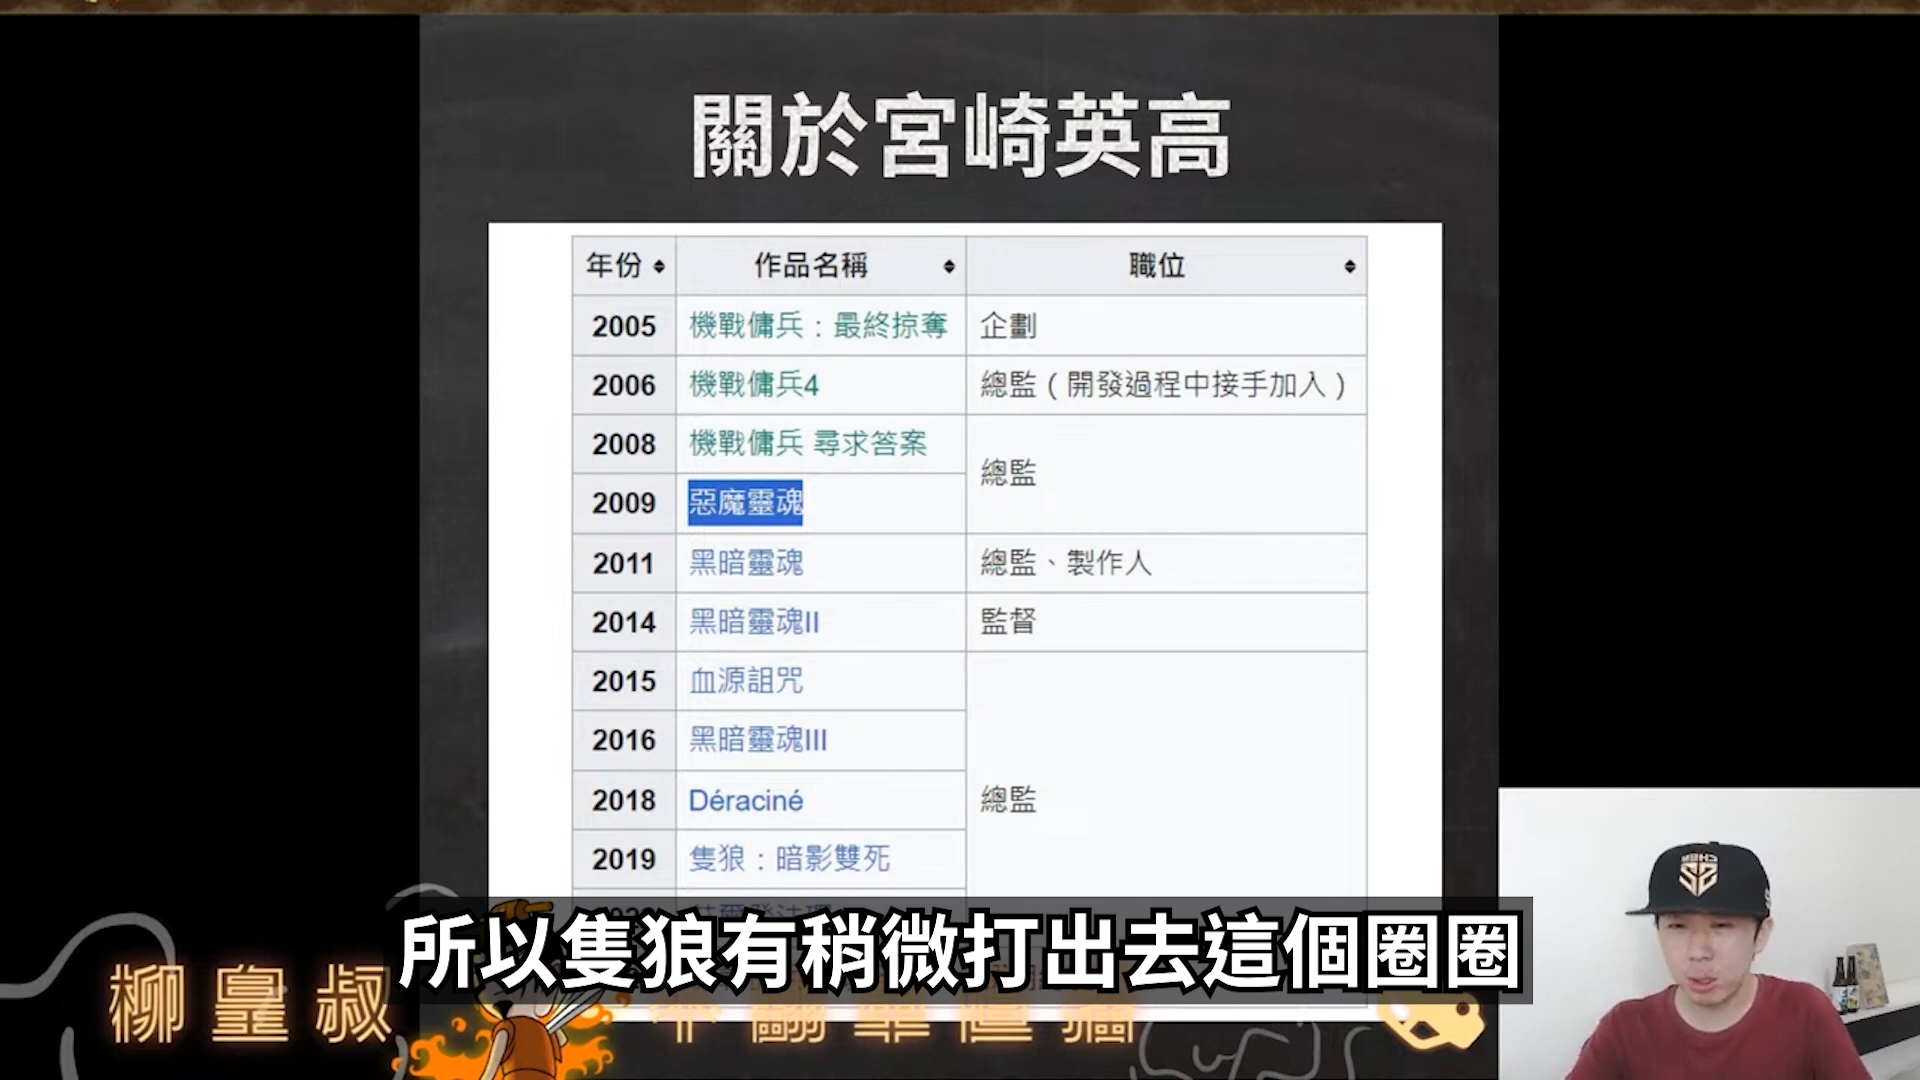 關於宮崎英高
年份 作品名稱 職位
2005 機戰傭兵：最終掠奪 企劃
2006 機戰傭兵4 總監（開發過程中接手加入）
2008 機戰傭兵 尋求答案 總監
2009 惡魔靈魂
2011 黑暗靈魂 總監、製作人
2014 黑暗靈魂II 監督
2015 血源詛咒
2016 黑暗靈魂III
2018 Déraciné 總監
2019 隻狼：暗影雙死
所以隻狼有稍微打出去這個圈圈
柳皇叔